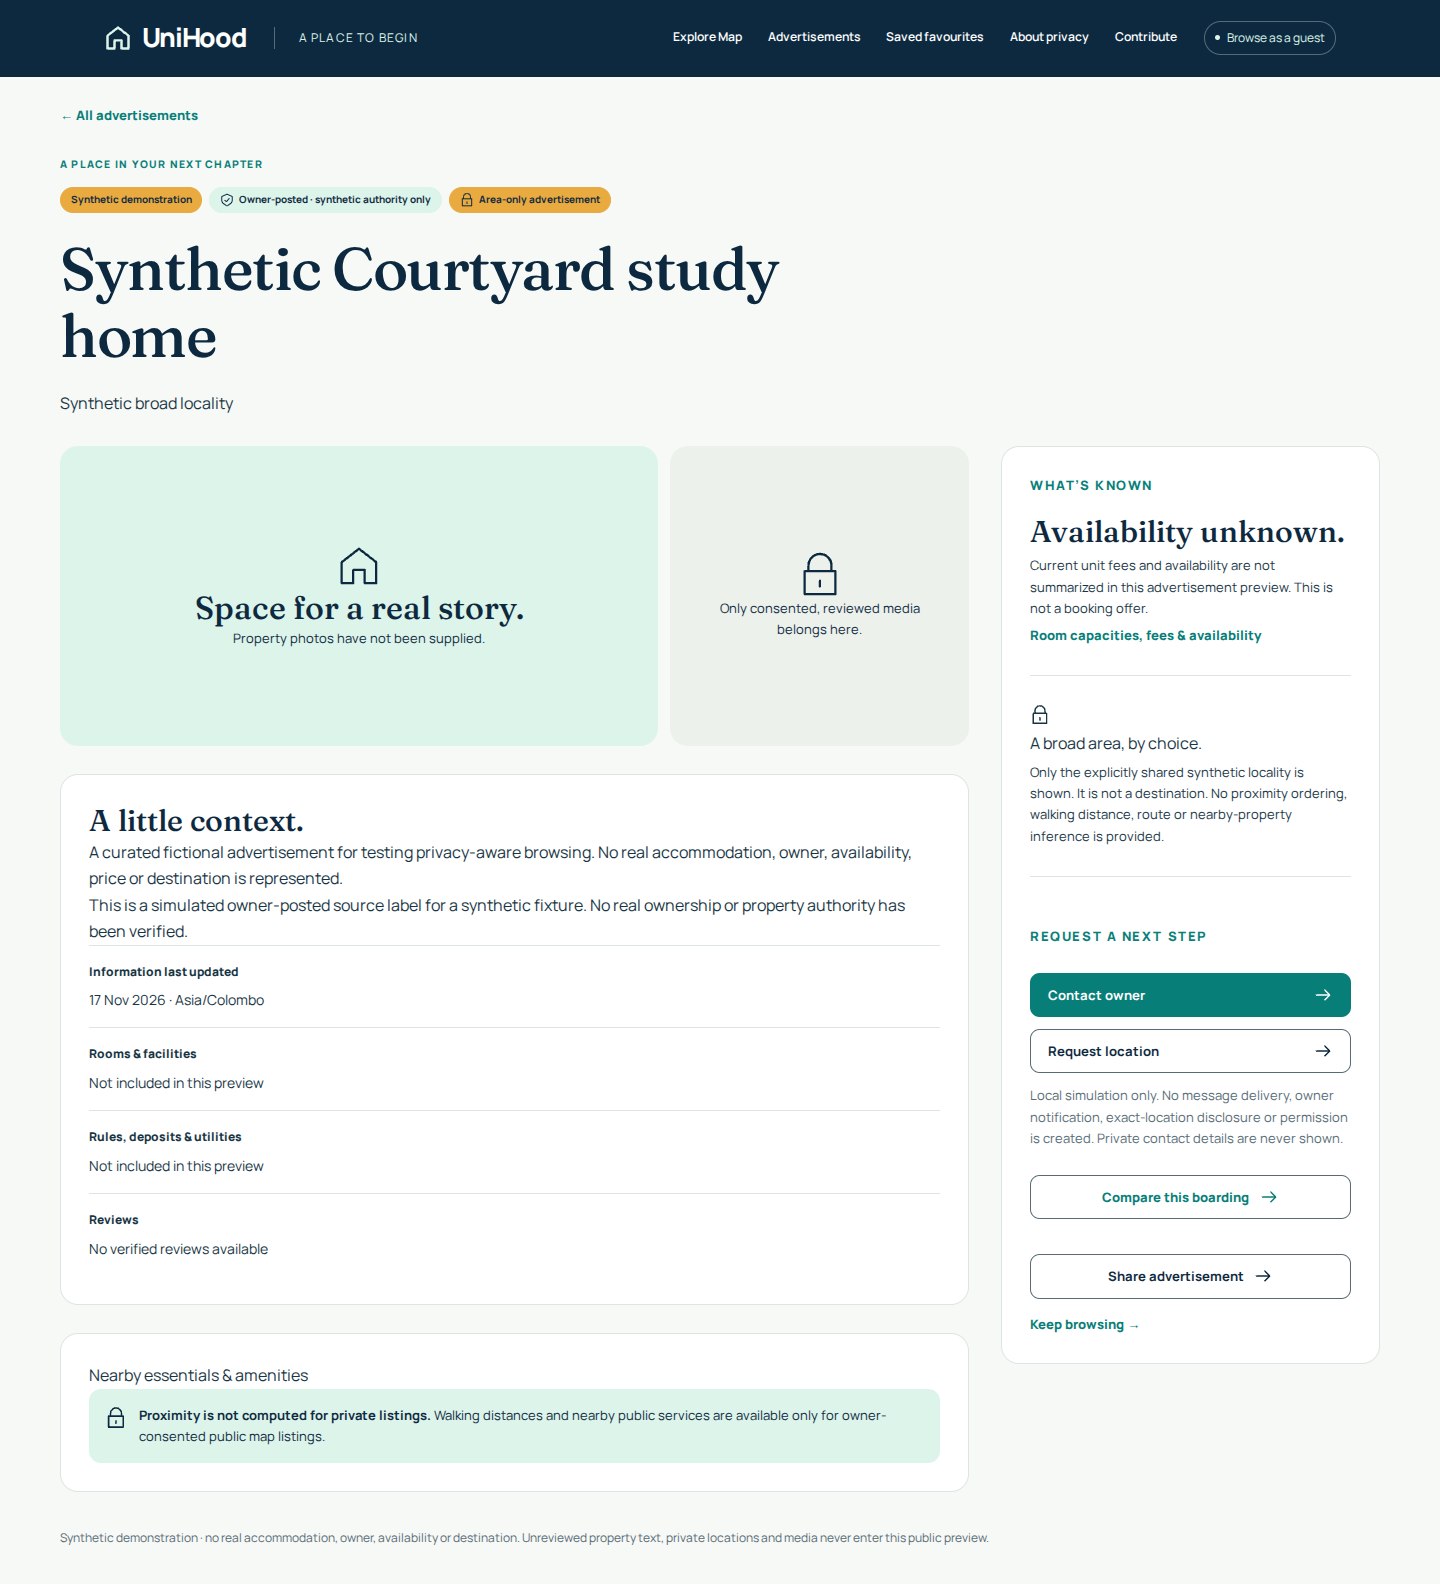 UniHood
A PLACE TO BEGIN
Explore Map
Advertisements
Saved favourites
About privacy
Contribute
Browse as a guest
← All advertisements
A PLACE IN YOUR NEXT CHAPTER
Synthetic demonstration
Owner-posted · synthetic authority only
Area-only advertisement
Synthetic Courtyard study
home
Synthetic broad locality
Space for a real story.
Property photos have not been supplied.
Only consented, reviewed media
belongs here.
A little context.
A curated fictional advertisement for testing privacy-aware browsing. No real accommodation, owner, availability,
price or destination is represented.
This is a simulated owner-posted source label for a synthetic fixture. No real ownership or property authority has
been verified.
Information last updated
17 Nov 2026 · Asia/Colombo
Rooms & facilities
Not included in this preview
Rules, deposits & utilities
Not included in this preview
Reviews
No verified reviews available
Nearby essentials & amenities
Proximity is not computed for private listings. Walking distances and nearby public services are available only for owner-
consented public map listings.
WHAT'S KNOWN
Availability unknown.
Current unit fees and availability are not
summarized in this advertisement preview. This is
not a booking offer.
Room capacities, fees & availability
A broad area, by choice.
Only the explicitly shared synthetic locality is
shown. It is not a destination. No proximity ordering,
walking distance, route or nearby-property
inference is provided.
REQUEST A NEXT STEP
Contact owner →
Request location →
Local simulation only. No message delivery, owner
notification, exact-location disclosure or permission
is created. Private contact details are never shown.
Compare this boarding →
Share advertisement →
Keep browsing →
Synthetic demonstration · no real accommodation, owner, availability or destination. Unreviewed property text, private locations and media never enter this public preview.